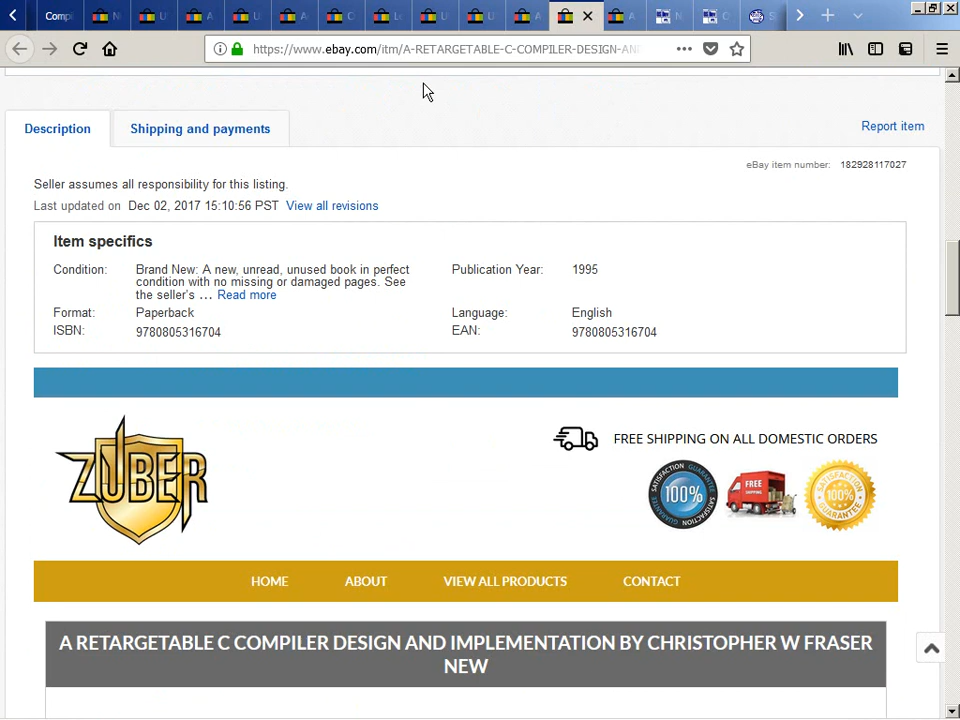 Compi
https://www.ebay.com/itm/A-RETARGETABLE-C-COMPILER-DESIGN-AN
Description
Shipping and payments
Report item
eBay item number: 182928117027
Seller assumes all responsibility for this listing.
Last updated on Dec 02, 2017 15:10:56 PST View all revisions
Item specifics
Condition: Brand New: A new, unread, unused book in perfect condition with no missing or damaged pages. See the seller's … Read more
Publication Year: 1995
Format: Paperback
Language: English
ISBN: 9780805316704
EAN: 9780805316704
ZUBER
FREE SHIPPING ON ALL DOMESTIC ORDERS
SATISFACTION GUARANTEE
100%
FREE
SHIPPING
SATISFACTION
100%
GUARANTEE
HOME ABOUT VIEW ALL PRODUCTS CONTACT
A RETARGETABLE C COMPILER DESIGN AND IMPLEMENTATION BY CHRISTOPHER W FRASER
NEW